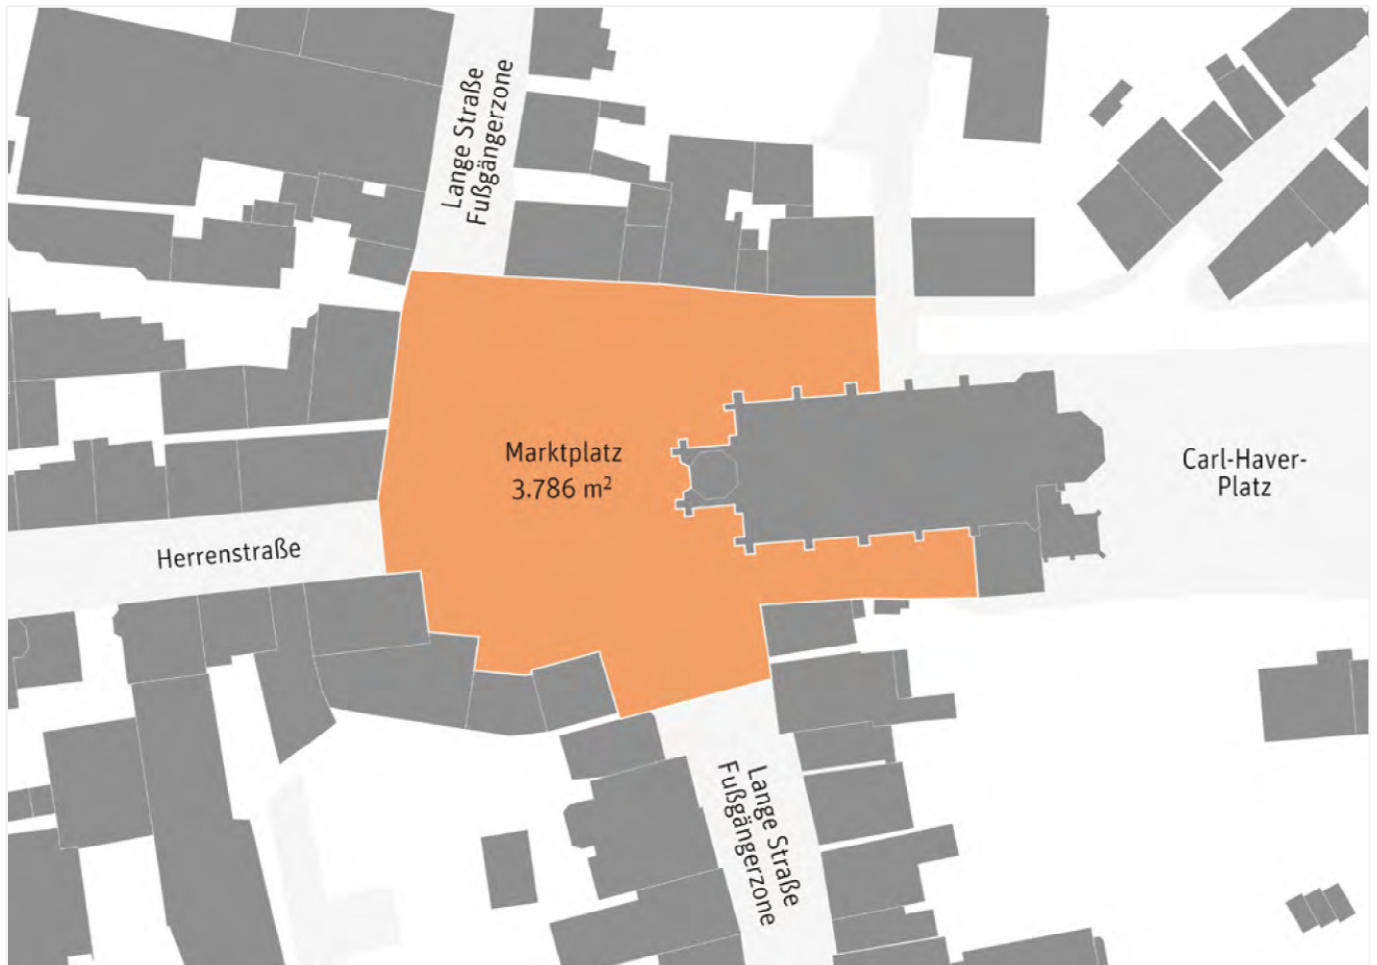 Lange Straße
Fußgängerzone
Marktplatz
3.786 m²
Carl-Haver-
Platz
Herrenstraße
Lange Straße
Fußgängerzone